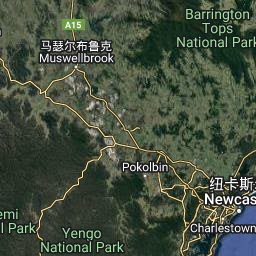 Barrington
Tops
National Park
A15
马瑟尔布鲁克
Muswellbrook
Pokolbin
纽卡斯
Newcas
Charlestown
emi
l Park
Yengo
National Park